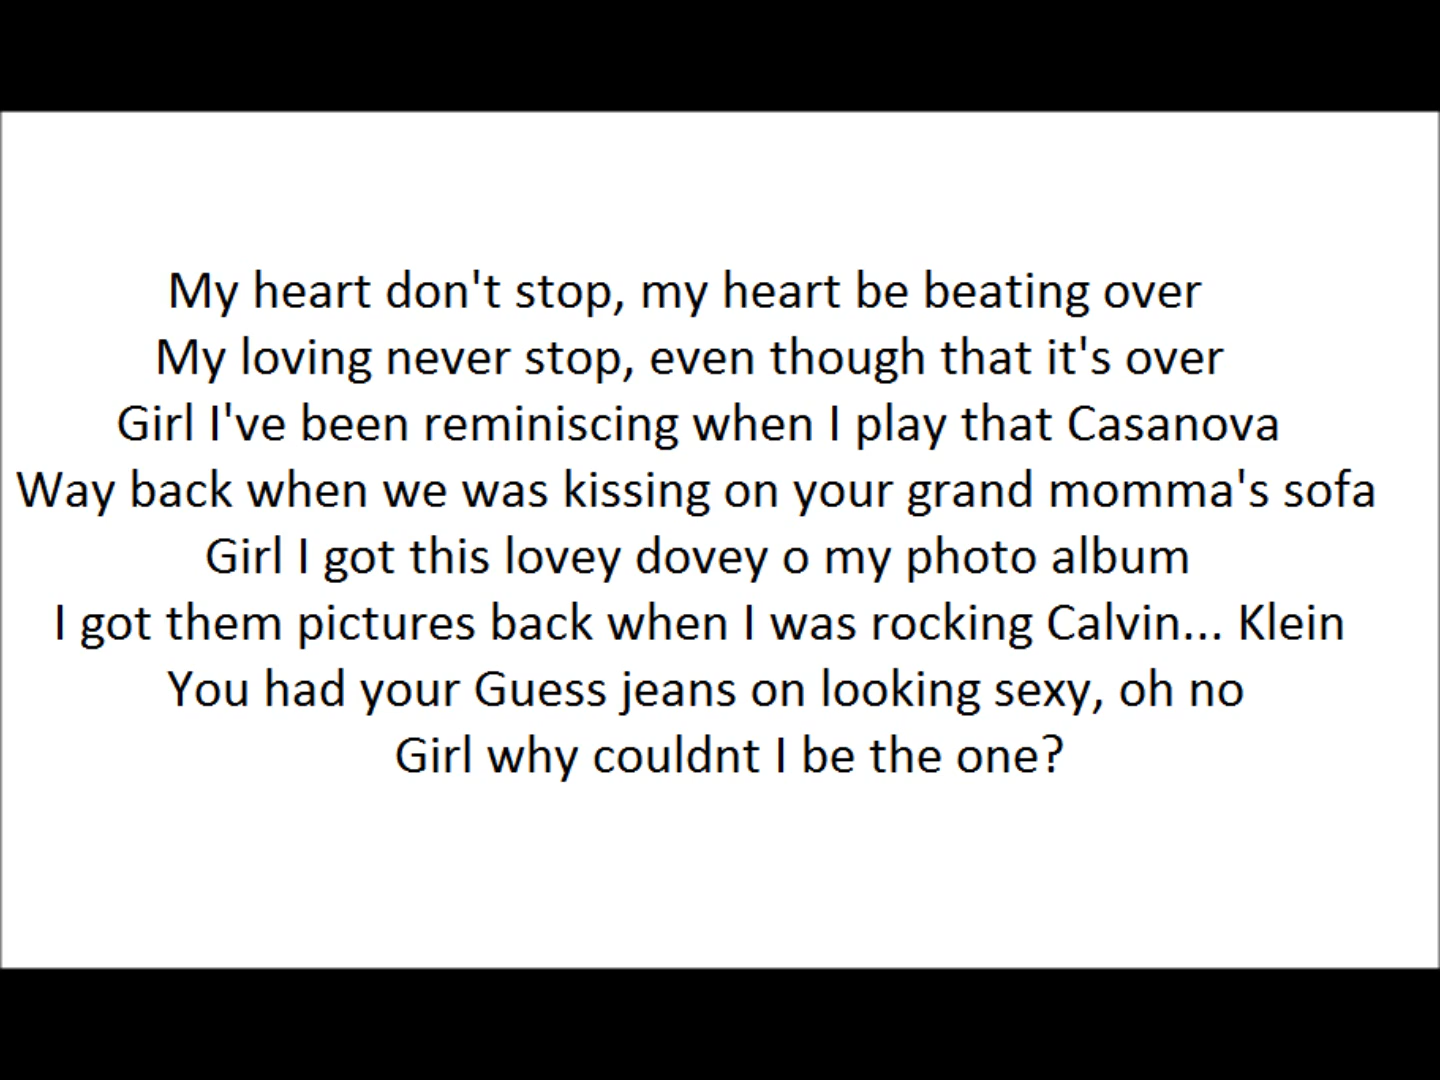 My heart don't stop, my heart be beating over
My loving never stop, even though that it's over
Girl I've been reminiscing when I play that Casanova
Way back when we was kissing on your grand momma's sofa
Girl I got this lovey dovey o my photo album
I got them pictures back when I was rocking Calvin... Klein
You had your Guess jeans on looking sexy, oh no
Girl why couldnt I be the one?